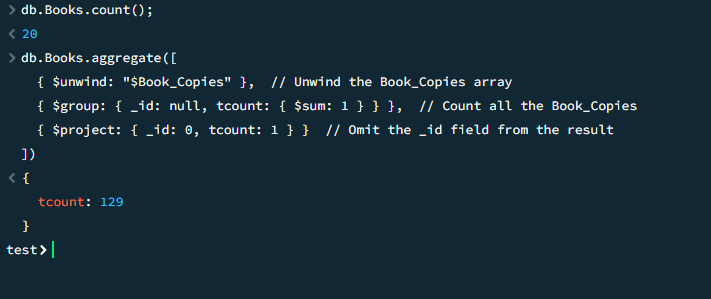 > db.Books.count();
< 20
> db.Books.aggregate([
{ $unwind: "$Book_Copies" },  // Unwind the Book_Copies array
{ $group: { _id: null, tcount: { $sum: 1 } } },  // Count all the Book_Copies
{ $project: { _id: 0, tcount: 1 } }  // Omit the _id field from the result
])
< {
tcount: 129
}
test>